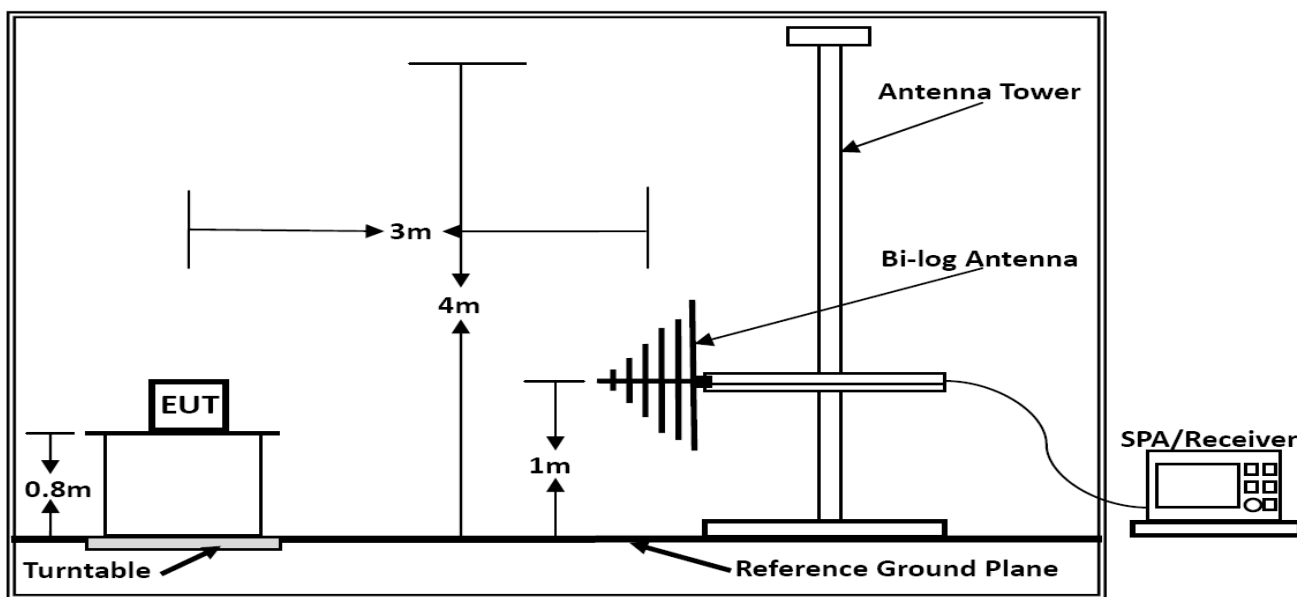 Antenna Tower
3m
Bi-log Antenna
4m
EUT
SPA/Receiver
1m
0.8m
Turntable
Reference Ground Plane